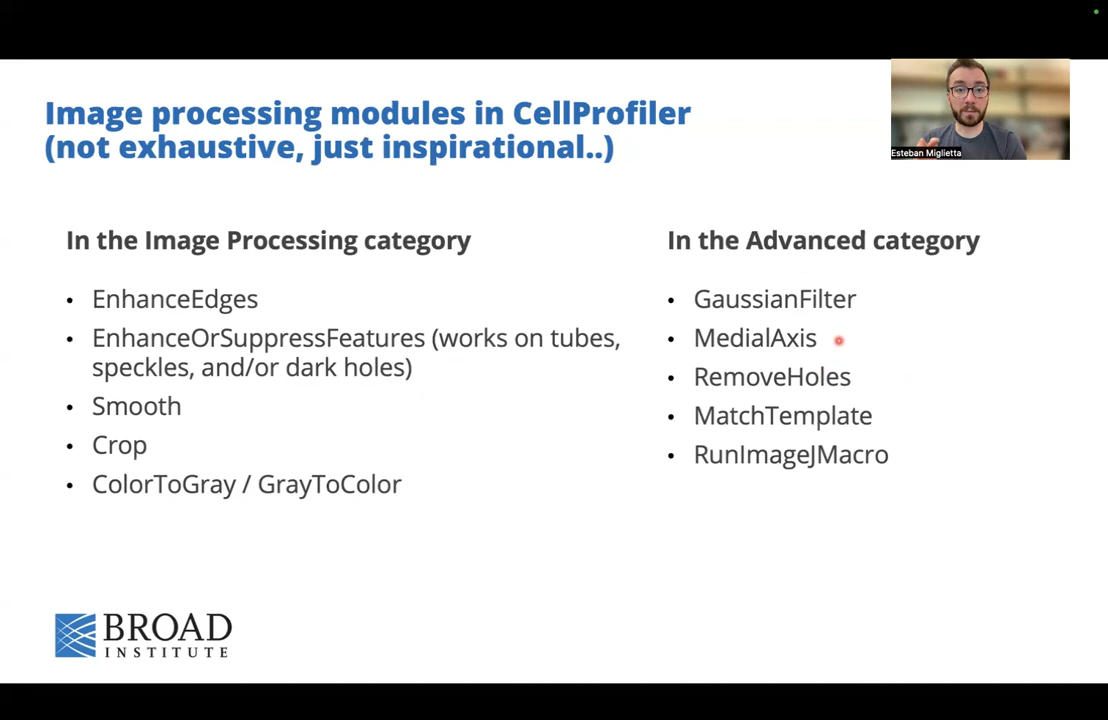 Image processing modules in CellProfiler
(not exhaustive, just inspirational..)
Esteban Miglietta
In the Image Processing category
• EnhanceEdges
• EnhanceOrSuppressFeatures (works on tubes,
speckles, and/or dark holes)
• Smooth
• Crop
• ColorToGray / GrayToColor
In the Advanced category
• GaussianFilter
• MedialAxis
• RemoveHoles
• MatchTemplate
• RunImageJMacro
BROAD
INSTITUTE